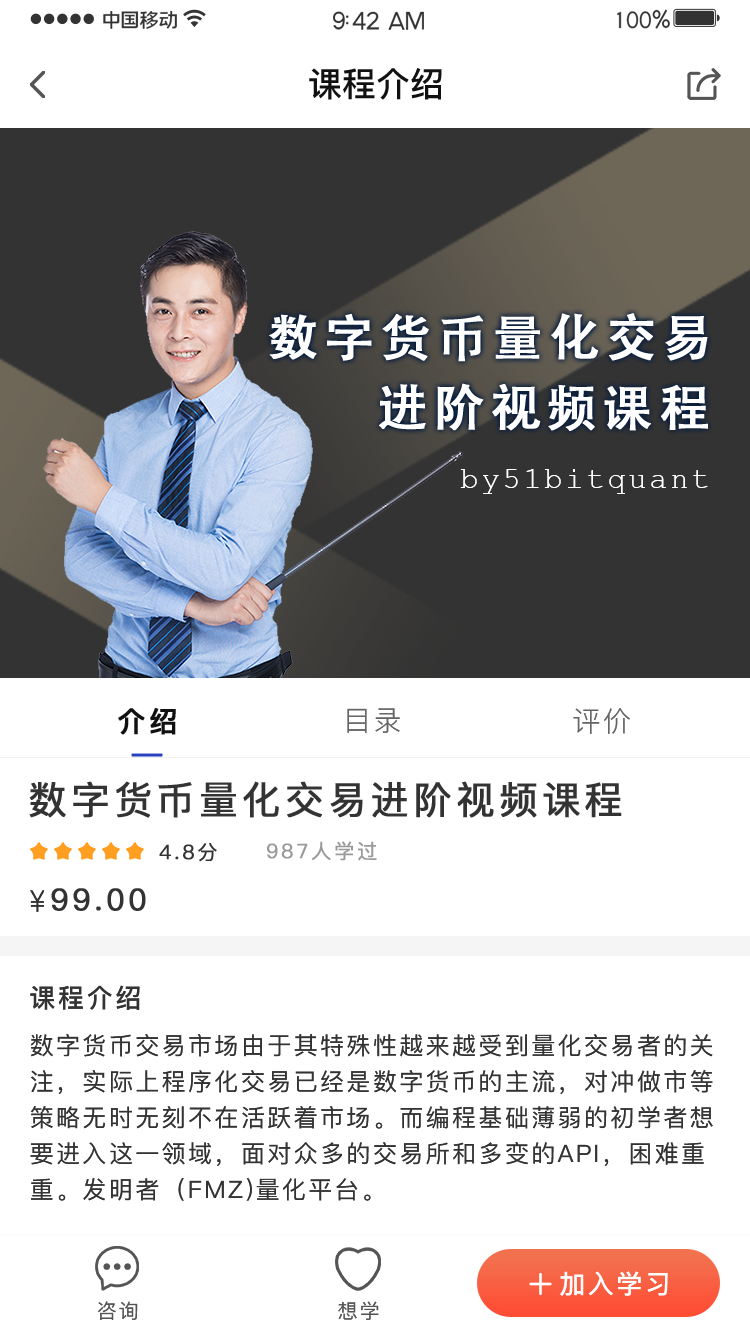 中国移动
9:42 AM
100%
课程介绍
数字货币量化交易
进阶视频课程
by51bitquant
介绍
目录
评价
数字货币量化交易进阶视频课程
4.8分
987人学过
¥99.00
课程介绍
数字货币交易市场由于其特殊性越来越受到量化交易者的关
注，实际上程序化交易已经是数字货币的主流，对冲做市等
策略无时无刻不在活跃着市场。而编程基础薄弱的初学者想
要进入这一领域，面对众多的交易所和多变的API，困难重
重。发明者（FMZ)量化平台。
咨询
想学
＋加入学习